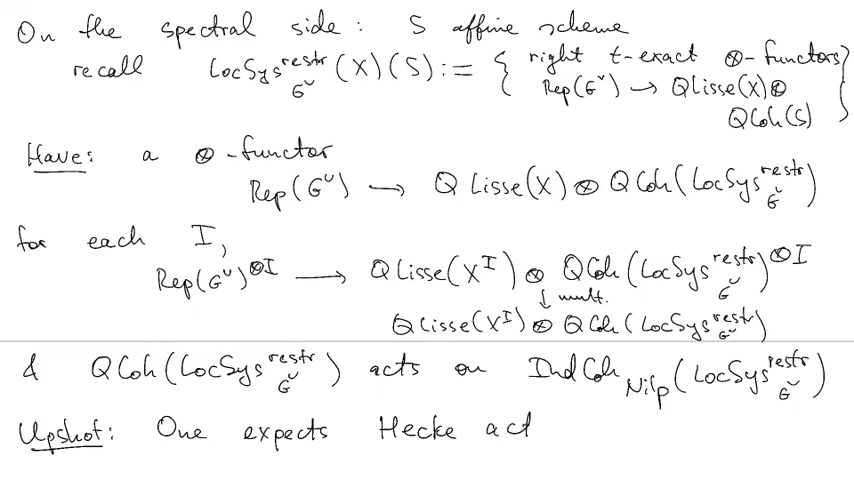 On the spectral side : S affine scheme
recall LocSys^{restr}_{G^∨}(X)(S) := { right t-exact ⊗-functors
Rep(G^∨) → QLisse(X) ⊗
QCoh(S) }
Have: a ⊗-functor
Rep(G^∨) → QLisse(X) ⊗ QCoh(LocSys^{restr}_{G^∨})
for each I,
Rep(G^∨)^{⊗I} → QLisse(X^I) ⊗ QCoh(LocSys^{restr}_{G^∨})^{⊗I}
↓ mult.
QLisse(X^I) ⊗ QCoh(LocSys^{restr}_{G^∨})
& QCoh(LocSys^{restr}_{G^∨}) acts on IndCoh_{Nilp}(LocSys^{restr}_{G^∨})
Upshot: One expects Hecke act